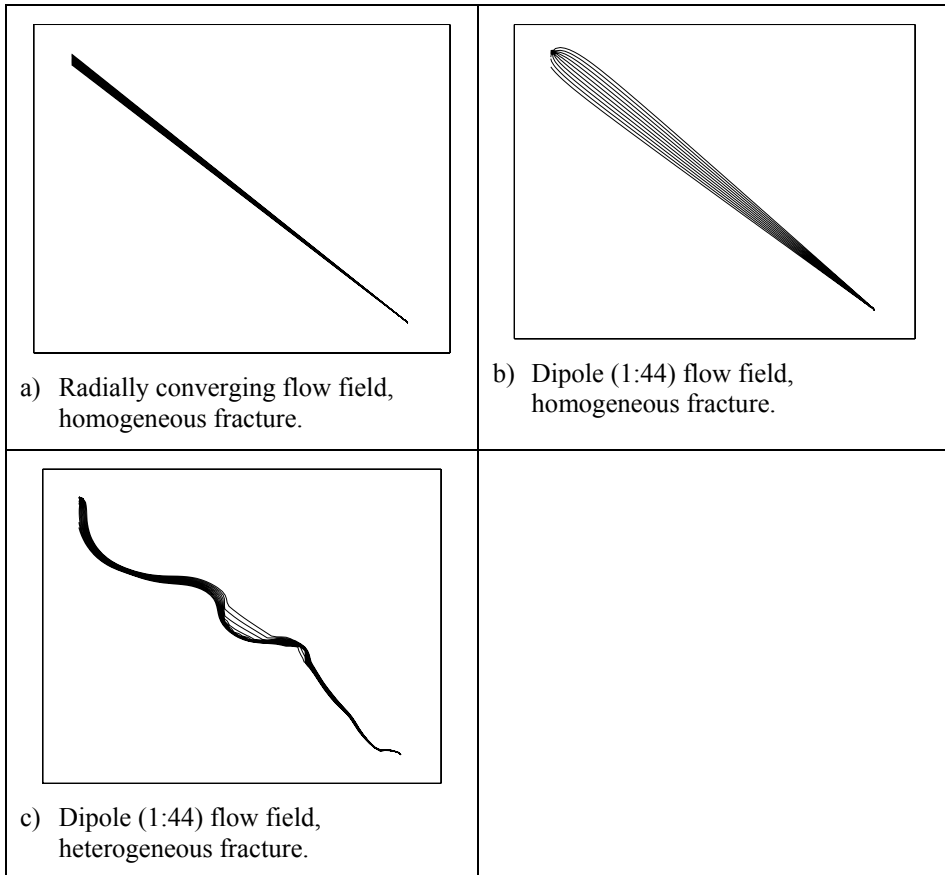 a) Radially converging flow field,
homogeneous fracture.
b) Dipole (1:44) flow field,
homogeneous fracture.
c) Dipole (1:44) flow field,
heterogeneous fracture.